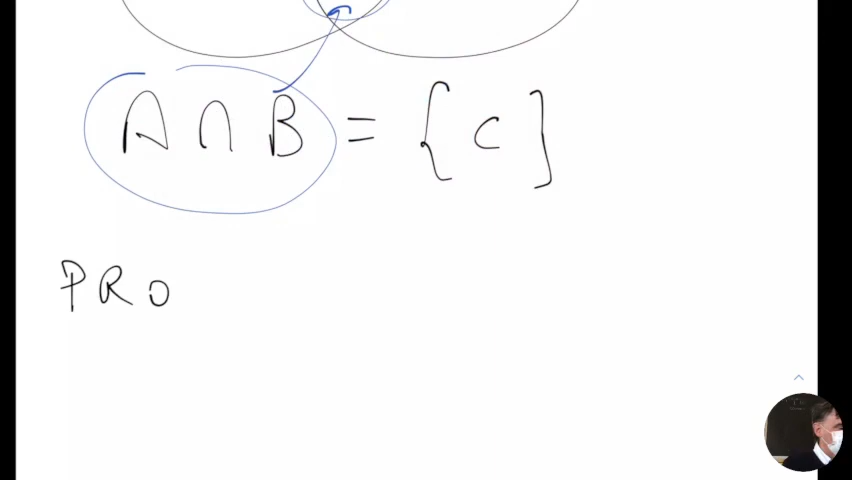 A ∩ B = { c }
PRO